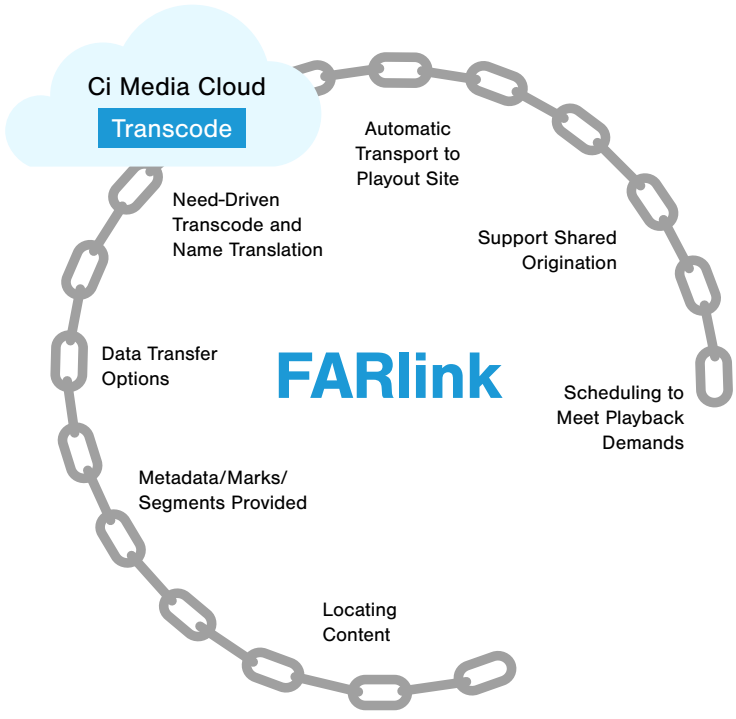 Ci Media Cloud
Transcode
Automatic
Transport to
Playout Site
Need-Driven
Transcode and
Name Translation
Support Shared
Origination
Data Transfer
Options
FARlink
Scheduling to
Meet Playback
Demands
Metadata/Marks/
Segments Provided
Locating
Content